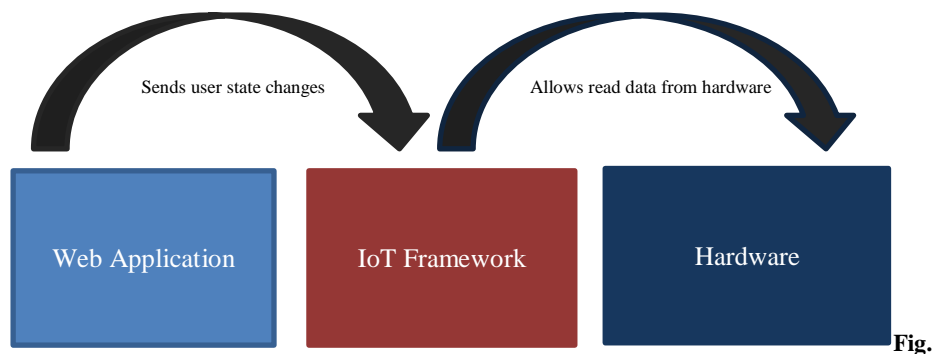 Sends user state changes
Allows read data from hardware
Web Application
IoT Framework
Hardware
Fig.